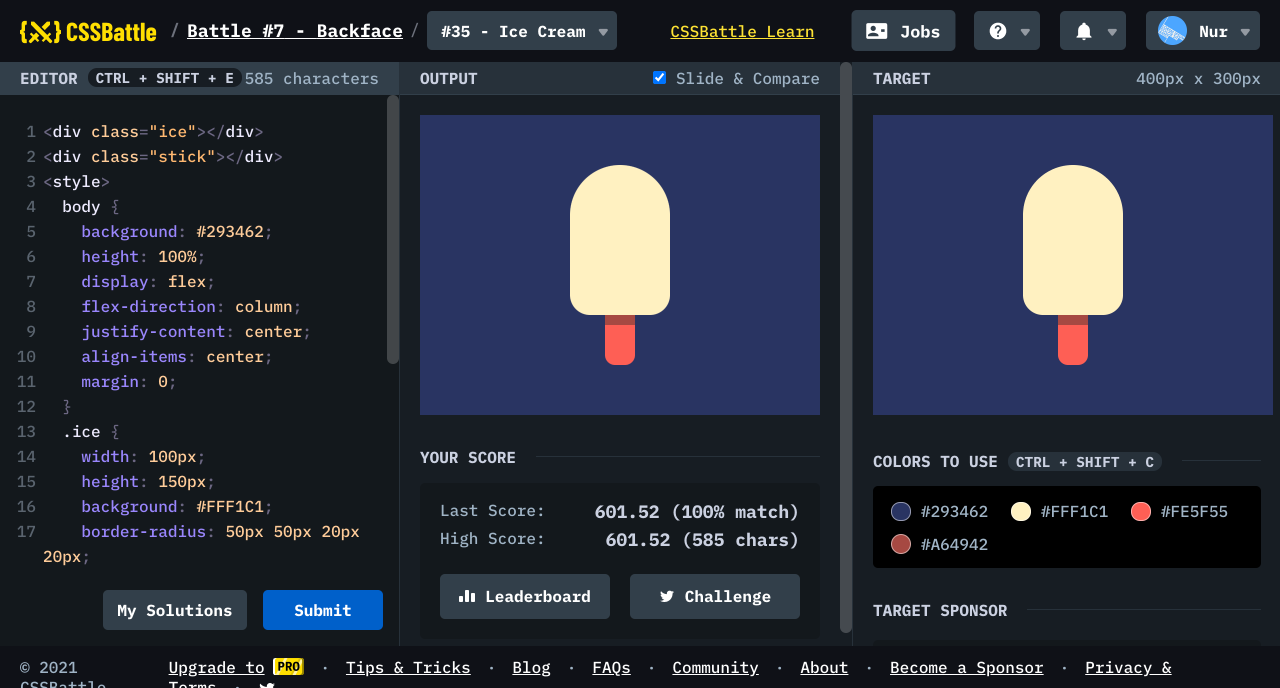 CSSBattle / Battle #7 - Backface / #35 - Ice Cream CSSBattle Learn Jobs Nur
EDITOR CTRL + SHIFT + E 585 characters
OUTPUT Slide & Compare
TARGET 400px x 300px
1 <div class="ice"></div>
2 <div class="stick"></div>
3 <style>
4 body {
5 background: #293462;
6 height: 100%;
7 display: flex;
8 flex-direction: column;
9 justify-content: center;
10 align-items: center;
11 margin: 0;
12 }
13 .ice {
14 width: 100px;
15 height: 150px;
16 background: #FFF1C1;
17 border-radius: 50px 50px 20px
20px;
My Solutions Submit
YOUR SCORE
Last Score: 601.52 (100% match)
High Score: 601.52 (585 chars)
Leaderboard Challenge
COLORS TO USE CTRL + SHIFT + C
#293462 #FFF1C1 #FE5F55
#A64942
TARGET SPONSOR
© 2021
CSSBattle
Upgrade to PRO · Tips & Tricks · Blog · FAQs · Community · About · Become a Sponsor · Privacy &
Terms ·